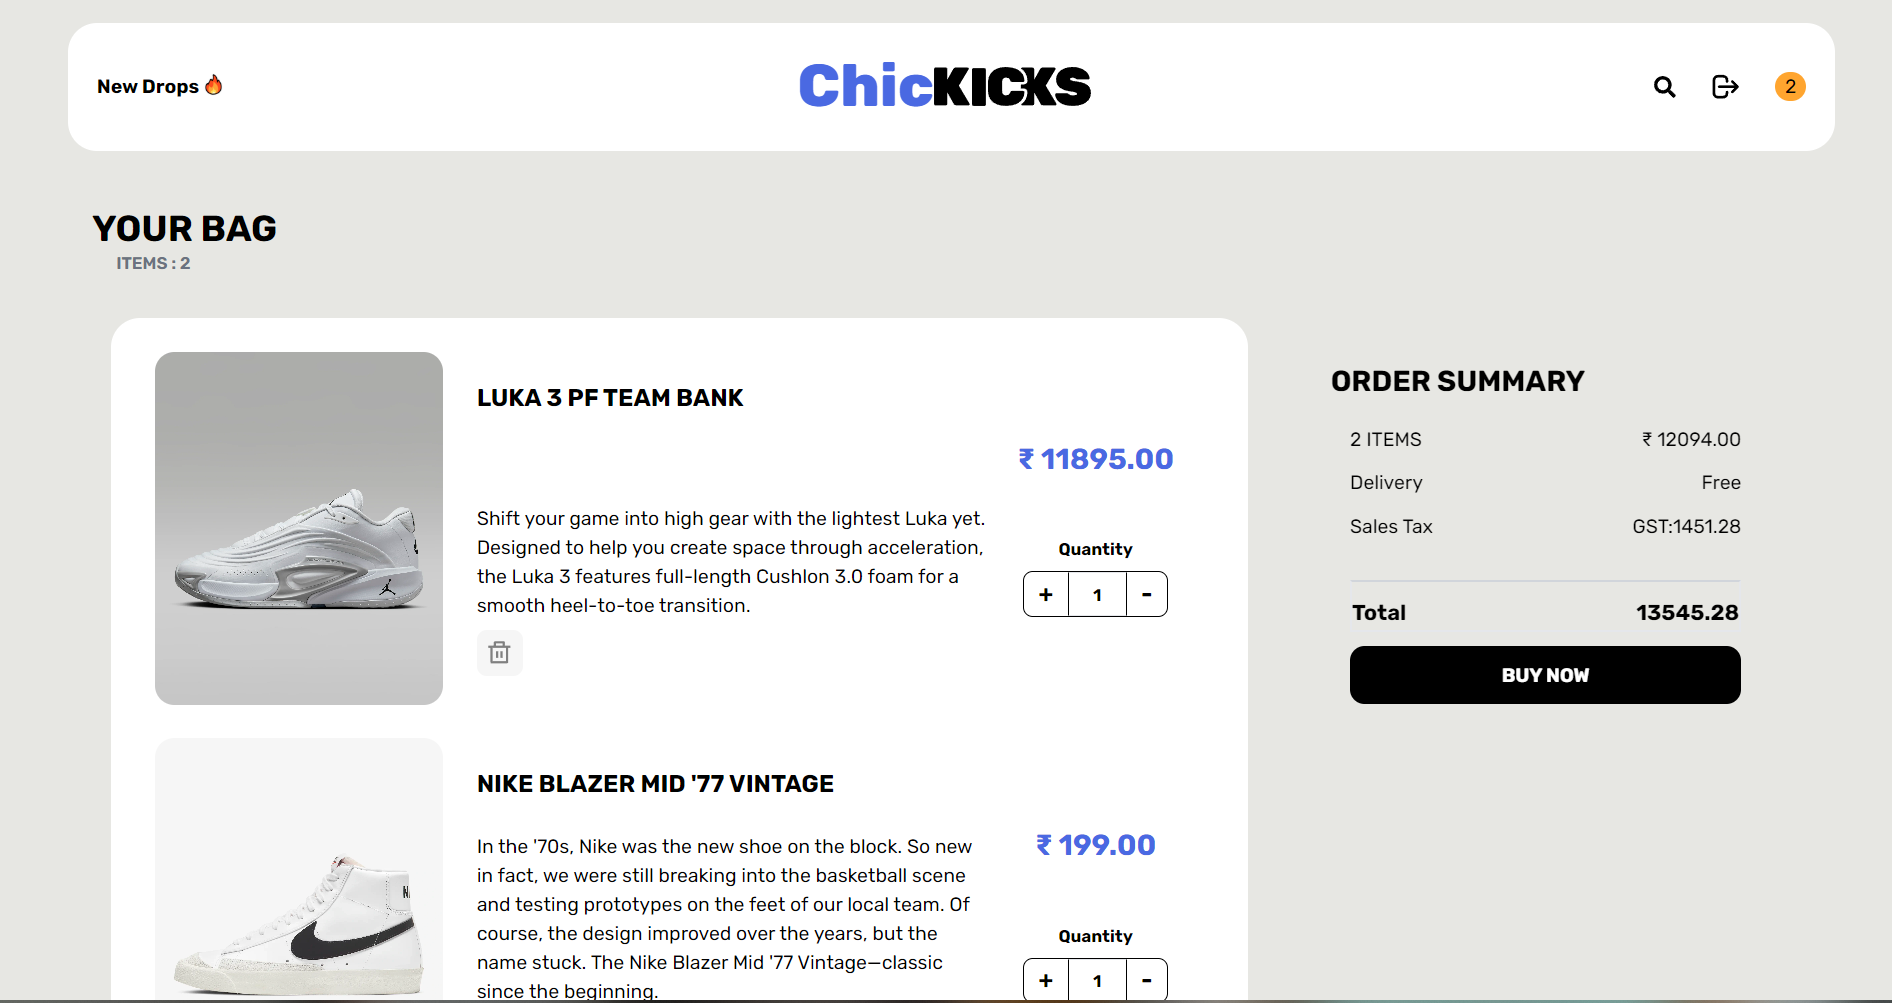 New Drops 🔥
ChicKICKS
2
YOUR BAG
ITEMS : 2
LUKA 3 PF TEAM BANK
₹ 11895.00
Shift your game into high gear with the lightest Luka yet.
Designed to help you create space through acceleration,
the Luka 3 features full-length Cushlon 3.0 foam for a
smooth heel-to-toe transition.
Quantity
+ 1 -
NIKE BLAZER MID '77 VINTAGE
₹ 199.00
In the '70s, Nike was the new shoe on the block. So new
in fact, we were still breaking into the basketball scene
and testing prototypes on the feet of our local team. Of
course, the design improved over the years, but the
name stuck. The Nike Blazer Mid '77 Vintage—classic
since the beginning.
Quantity
+ 1 -
ORDER SUMMARY
2 ITEMS ₹ 12094.00
Delivery Free
Sales Tax GST:1451.28
Total 13545.28
BUY NOW